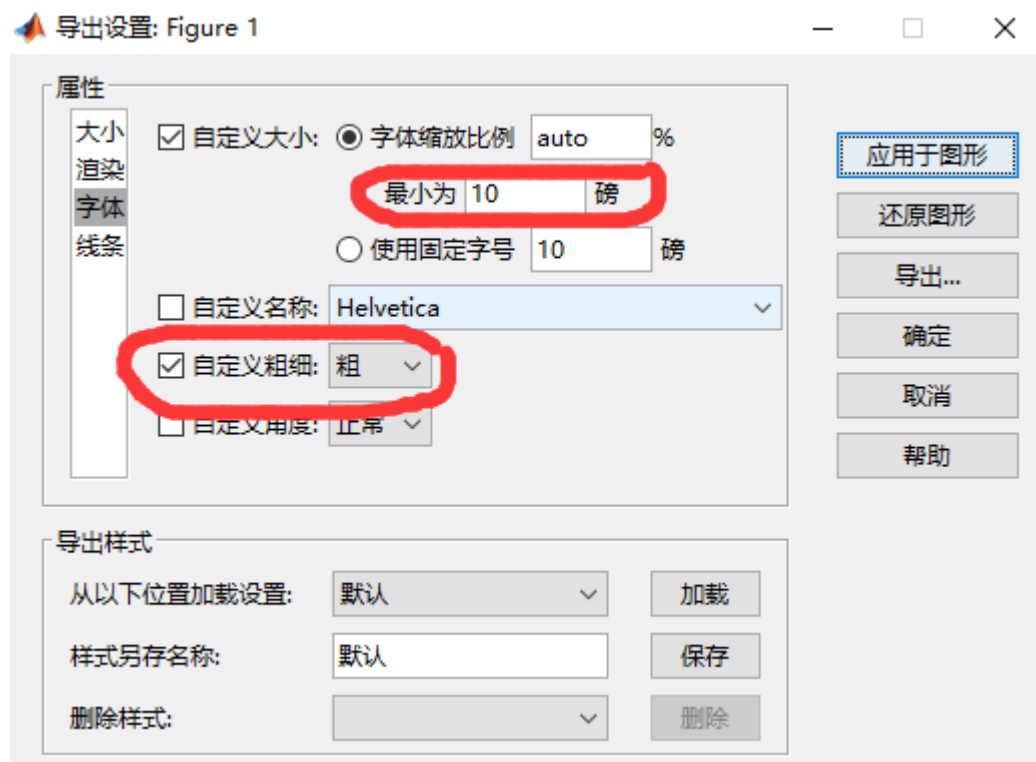 导出设置: Figure 1
属性
大小
渲染
字体
线条
自定义大小: 字体缩放比例 auto %
最小为 10 磅
使用固定字号 10 磅
自定义名称: Helvetica
自定义粗细: 粗
自定义角度: 正常
应用于图形
还原图形
导出...
确定
取消
帮助
导出样式
从以下位置加载设置: 默认 加载
样式另存名称: 默认 保存
删除样式: 删除